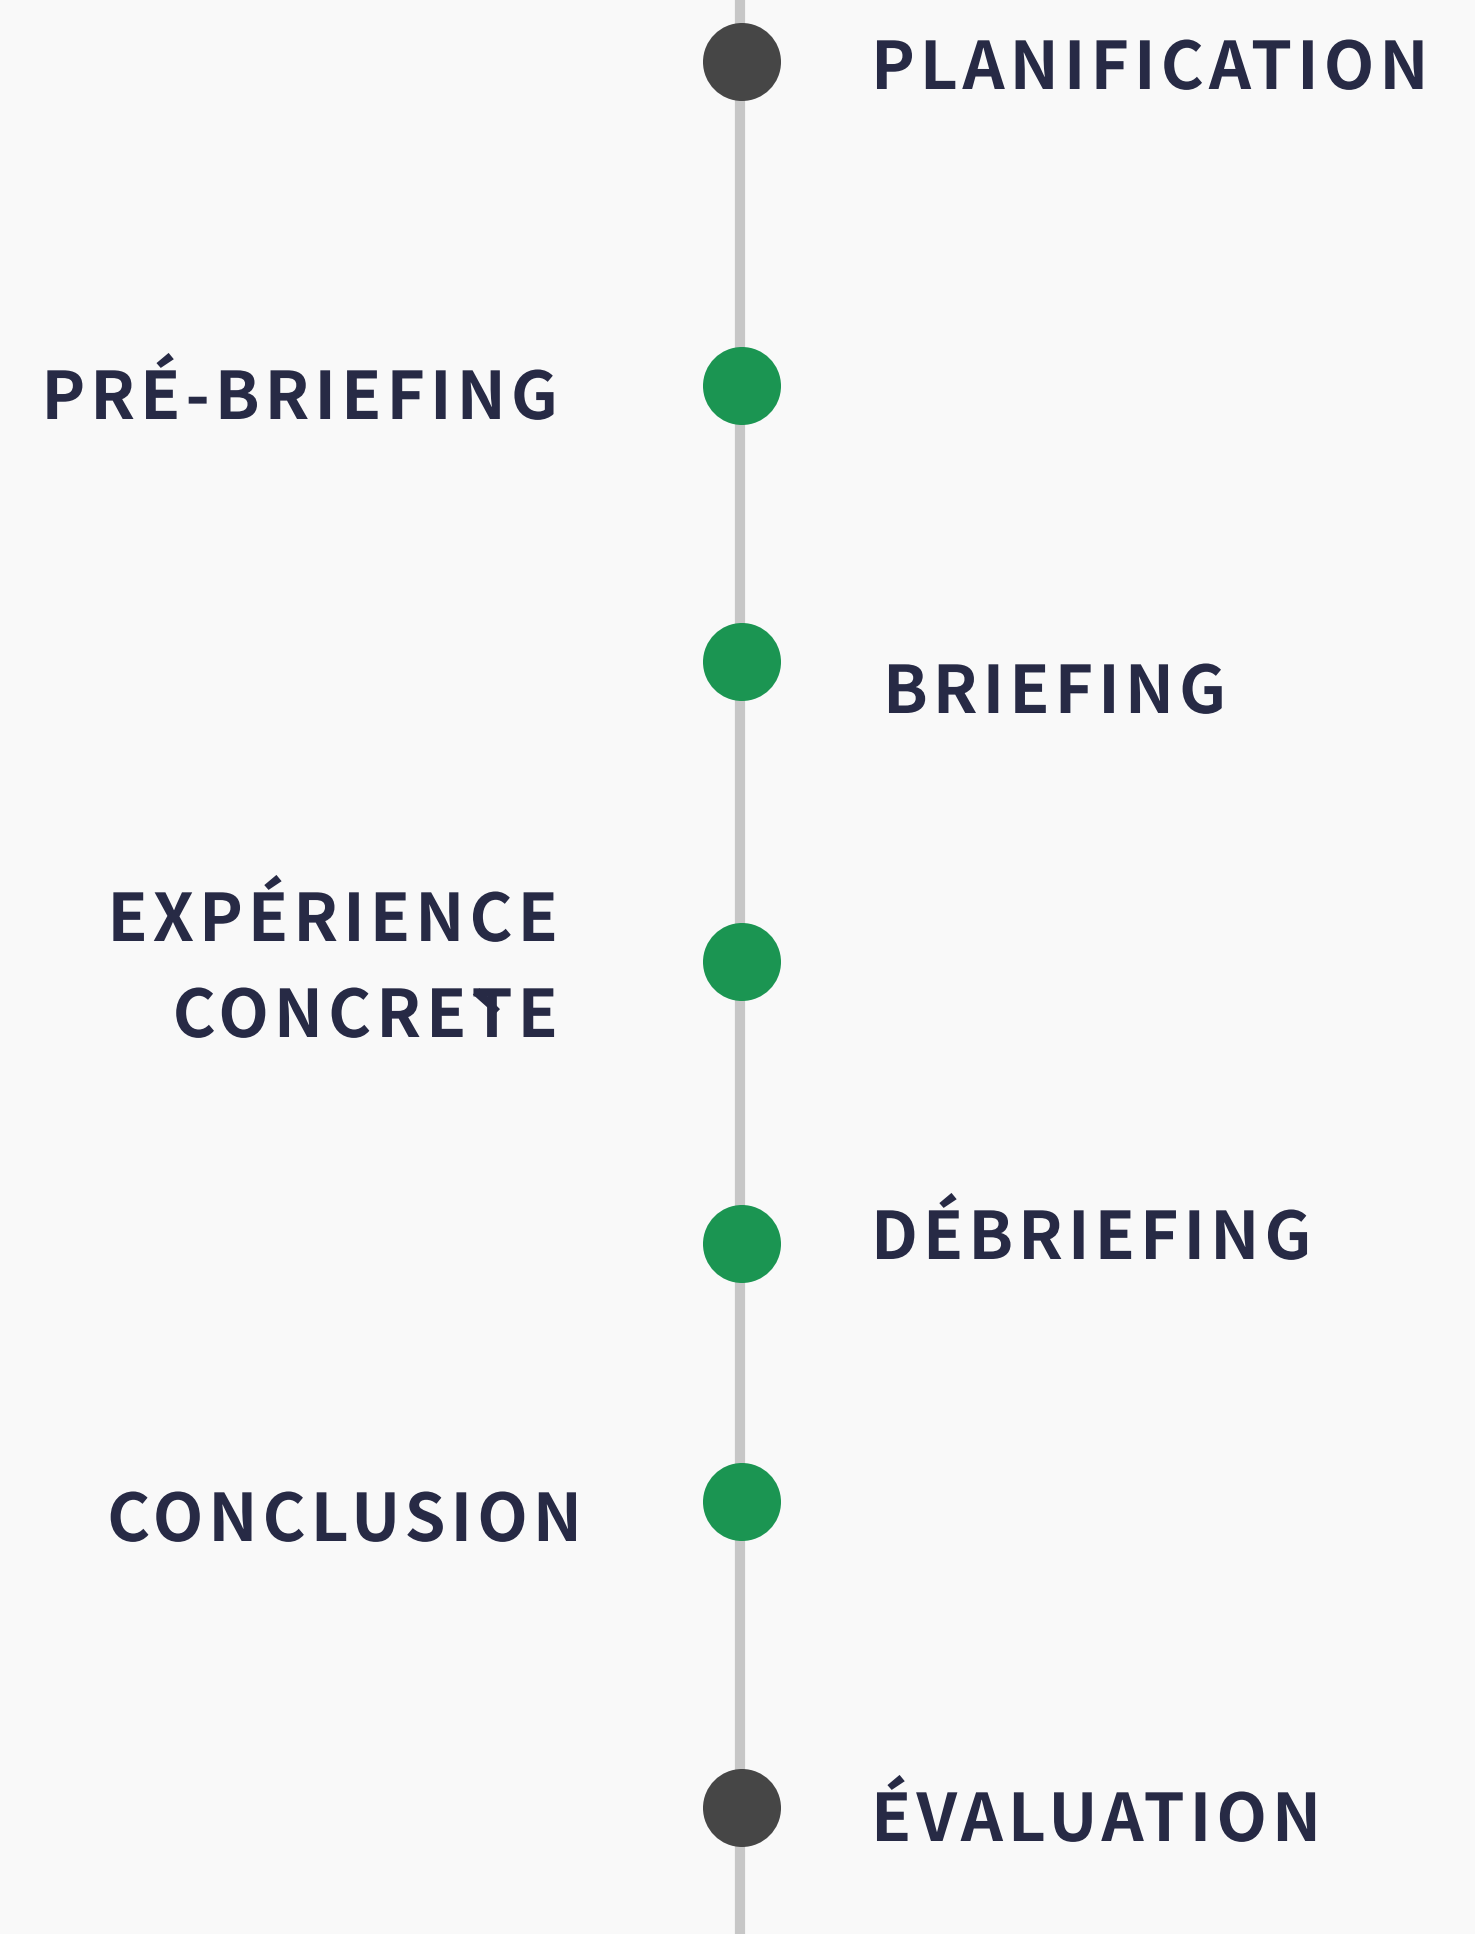 PLANIFICATION
PRÉ-BRIEFING
BRIEFING
EXPÉRIENCE
CONCRETE
DÉBRIEFING
CONCLUSION
ÉVALUATION